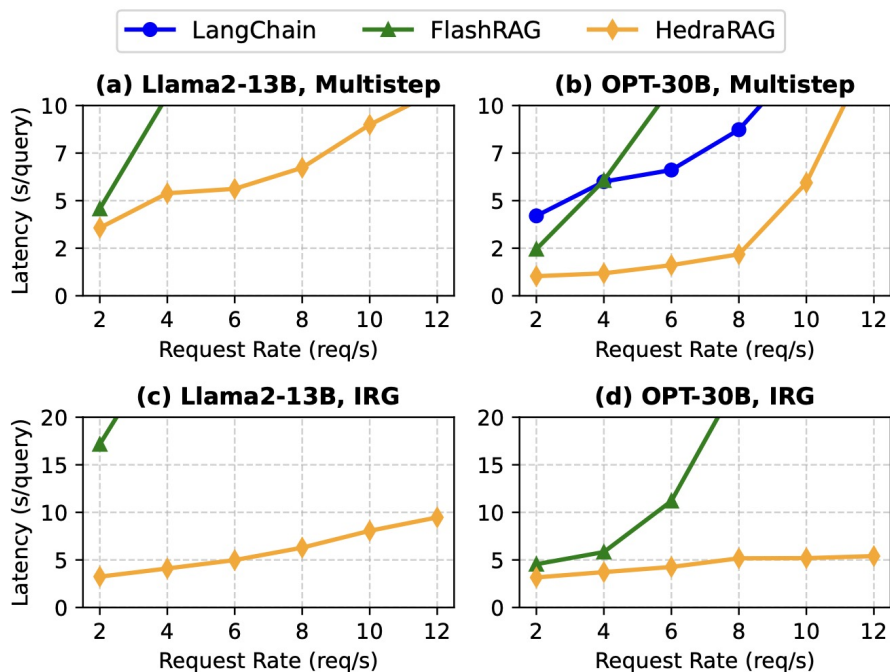 LangChain FlashRAG HedraRAG
(a) Llama2-13B, Multistep
Latency (s/query)
10
7
5
2
0
2 4 6 8 10 12
Request Rate (req/s)
(b) OPT-30B, Multistep
10
7
5
2
0
2 4 6 8 10 12
Request Rate (req/s)
(c) Llama2-13B, IRG
Latency (s/query)
20
15
10
5
0
2 4 6 8 10 12
Request Rate (req/s)
(d) OPT-30B, IRG
20
15
10
5
0
2 4 6 8 10 12
Request Rate (req/s)